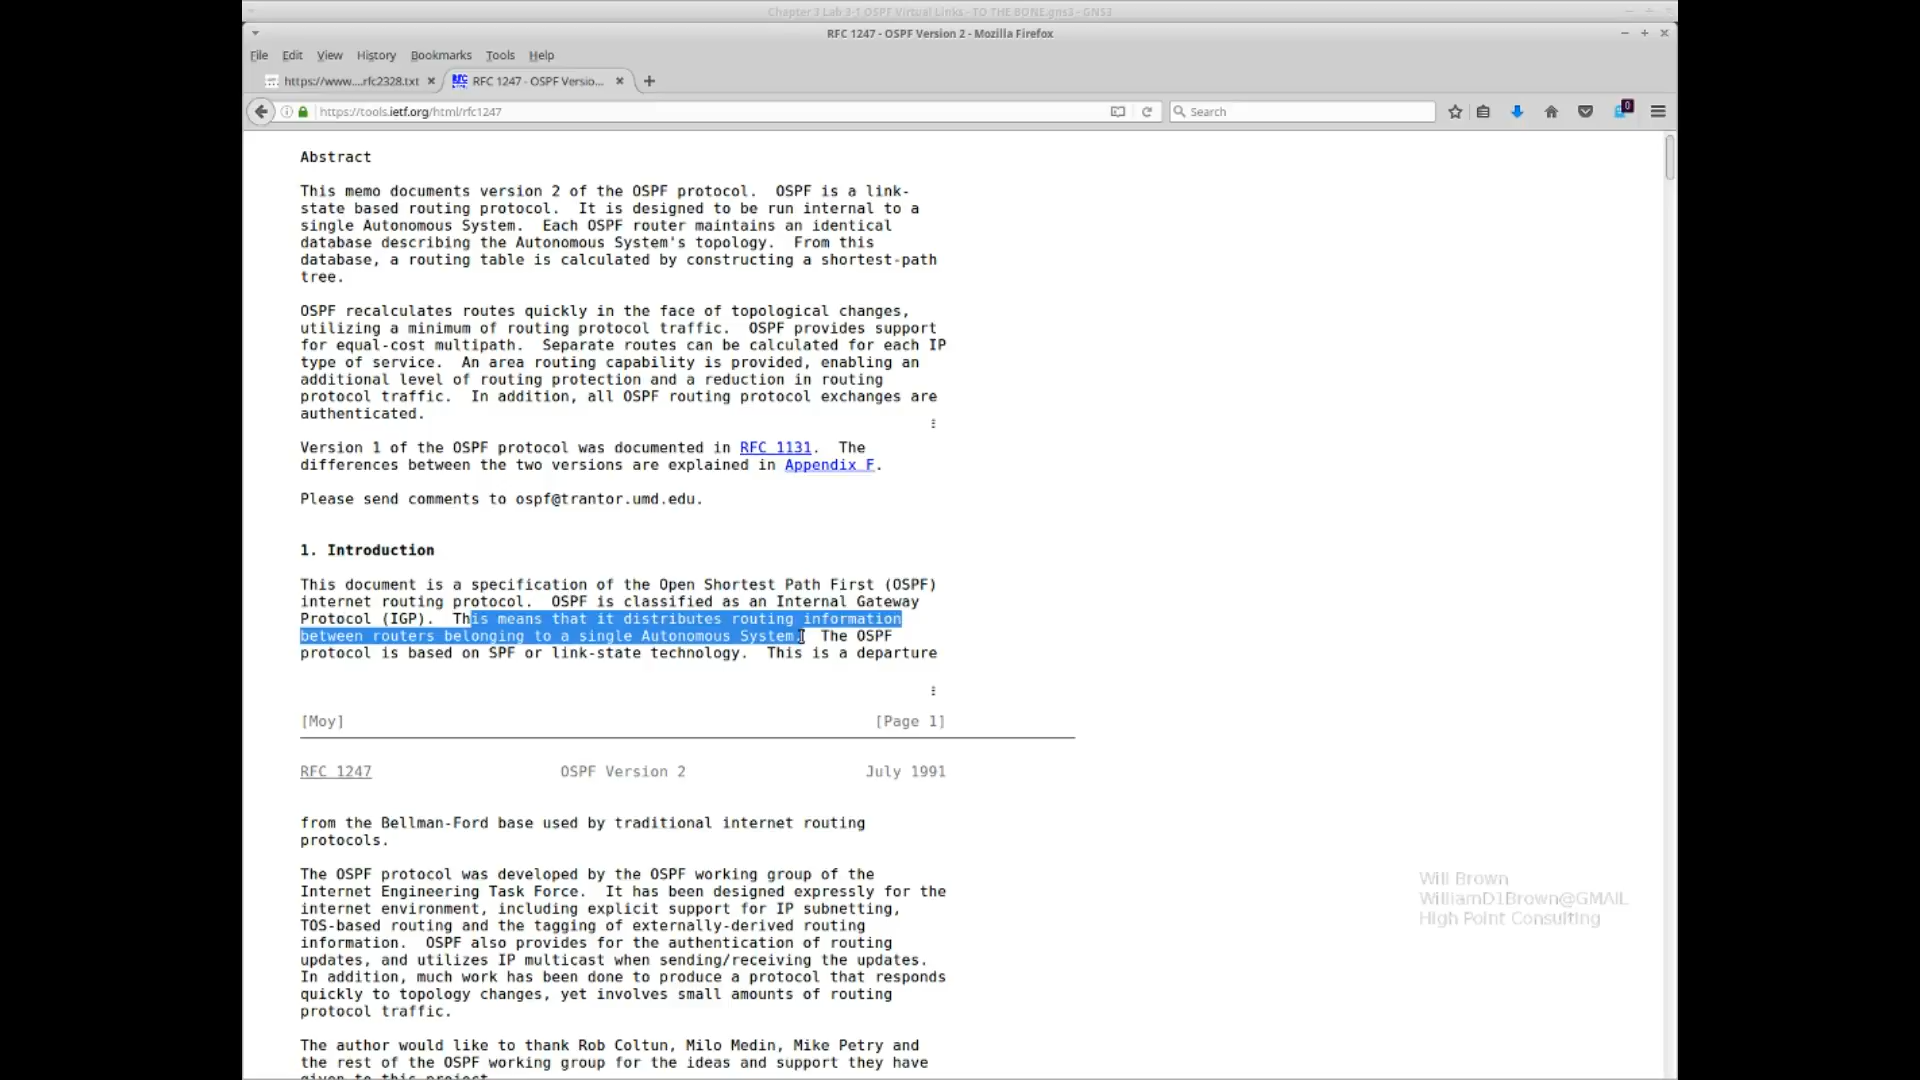 Chapter 3 Lab 3-1 OSPF Virtual Links - TO THE BONE.gns3 - GNS3
RFC 1247 - OSPF Version 2 - Mozilla Firefox
File Edit View History Bookmarks Tools Help
https://www....rfc2328.txt RFC 1247 - OSPF Versio...
https://tools.ietf.org/html/rfc1247 Search 0
Abstract
This memo documents version 2 of the OSPF protocol. OSPF is a link-
state based routing protocol. It is designed to be run internal to a
single Autonomous System. Each OSPF router maintains an identical
database describing the Autonomous System's topology. From this
database, a routing table is calculated by constructing a shortest-path
tree.
OSPF recalculates routes quickly in the face of topological changes,
utilizing a minimum of routing protocol traffic. OSPF provides support
for equal-cost multipath. Separate routes can be calculated for each IP
type of service. An area routing capability is provided, enabling an
additional level of routing protection and a reduction in routing
protocol traffic. In addition, all OSPF routing protocol exchanges are
authenticated.
Version 1 of the OSPF protocol was documented in RFC 1131. The
differences between the two versions are explained in Appendix F.
Please send comments to ospf@trantor.umd.edu.
1. Introduction
This document is a specification of the Open Shortest Path First (OSPF)
internet routing protocol. OSPF is classified as an Internal Gateway
Protocol (IGP). This means that it distributes routing information
between routers belonging to a single Autonomous System. The OSPF
protocol is based on SPF or link-state technology. This is a departure
[Moy] [Page 1]
RFC 1247 OSPF Version 2 July 1991
from the Bellman-Ford base used by traditional internet routing
protocols.
The OSPF protocol was developed by the OSPF working group of the
Internet Engineering Task Force. It has been designed expressly for the
internet environment, including explicit support for IP subnetting,
TOS-based routing and the tagging of externally-derived routing
information. OSPF also provides for the authentication of routing
updates, and utilizes IP multicast when sending/receiving the updates.
In addition, much work has been done to produce a protocol that responds
quickly to topology changes, yet involves small amounts of routing
protocol traffic.
The author would like to thank Rob Coltun, Milo Medin, Mike Petry and
the rest of the OSPF working group for the ideas and support they have
given to this project.
Will Brown
WilliamD1Brown@GMAIL
High Point Consulting